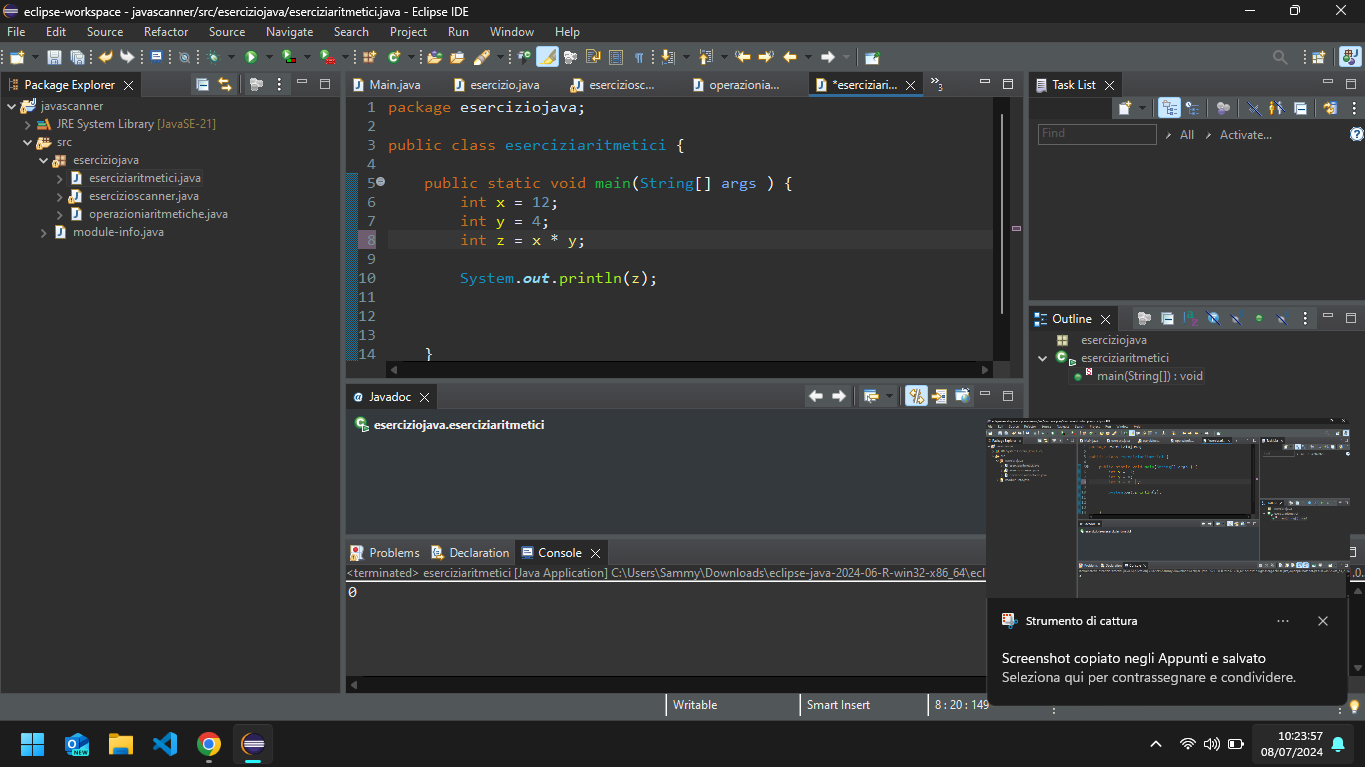 eclipse-workspace - javascanner/src/eserciziojava/eserciziaritmetici.java - Eclipse IDE
File Edit Source Refactor Source Navigate Search Project Run Window Help
Package Explorer
javascanner
JRE System Library [JavaSE-21]
src
eserciziojava
eserciziaritmetici.java
esercizioscanner.java
operazioniaritmetiche.java
module-info.java
Main.java esercizio.java eserciziosc... operazionia... *eserciziari... »3
1 package eserciziojava;
2
3 public class eserciziaritmetici {
4
5 public static void main(String[] args ) {
6 int x = 12;
7 int y = 4;
8 int z = x * y;
9
10 System.out.println(z);
11
12
13
14 }
Javadoc
eserciziojava.eserciziaritmetici
Problems Declaration Console
<terminated> eserciziaritmetici [Java Application] C:\Users\Sammy\Downloads\eclipse-java-2024-06-R-win32-x86_64\ecl
0
Task List
Find All Activate...
Outline
eserciziojava
eserciziaritmetici
main(String[]) : void
Strumento di cattura
Screenshot copiato negli Appunti e salvato
Seleziona qui per contrassegnare e condividere.
Writable Smart Insert 8 : 20 : 149
NEW
10:23:57
08/07/2024